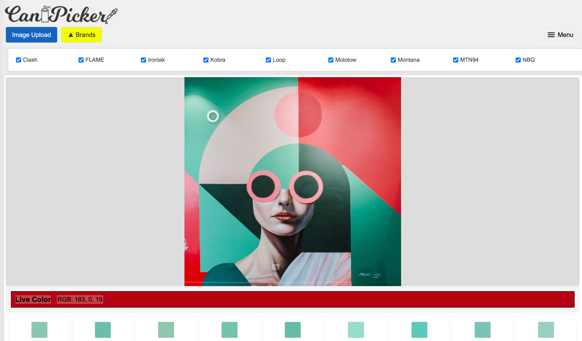 CanPicker
Image Upload ▲ Brands
Menu
Clash FLAME Ironlak Kobra Loop Molotow Montana MTN94 NBQ
Live Color RGB: 183, 0, 19